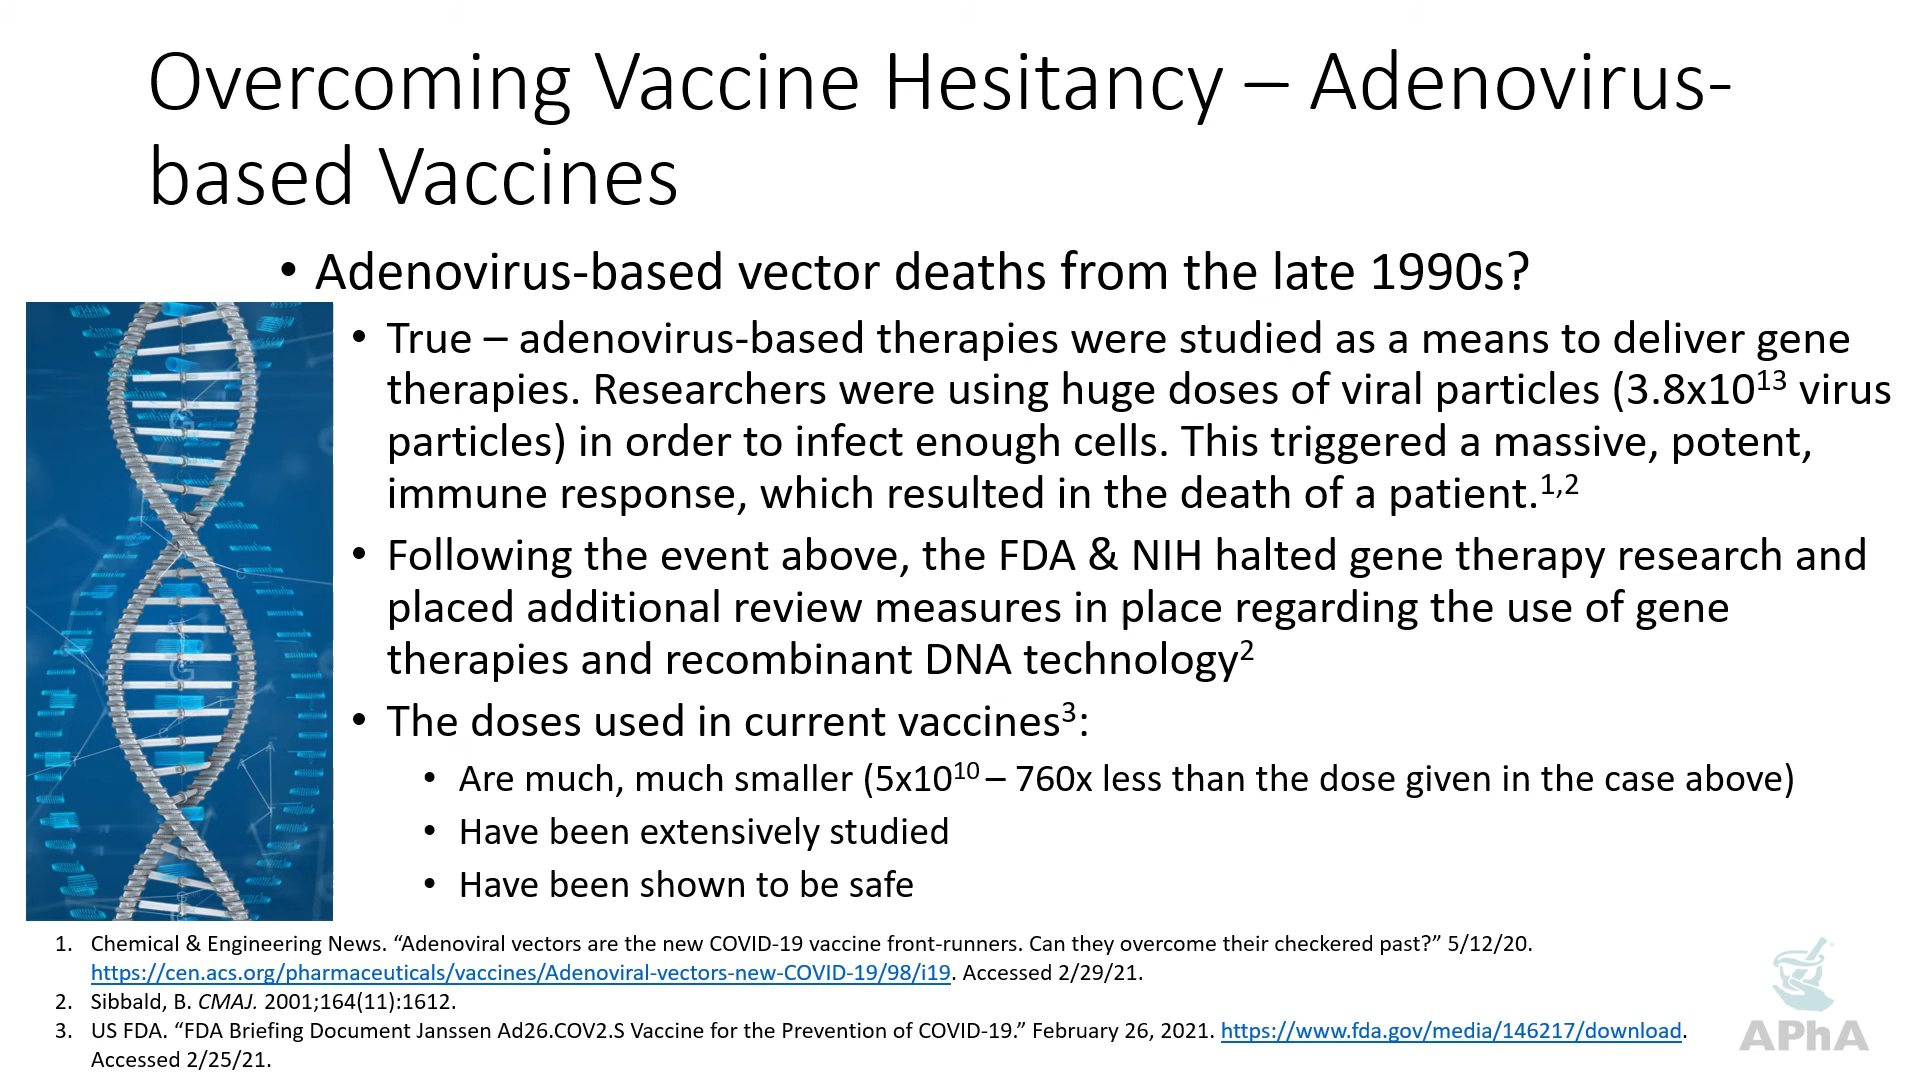 Overcoming Vaccine Hesitancy – Adenovirus-
based Vaccines
• Adenovirus-based vector deaths from the late 1990s?
• True – adenovirus-based therapies were studied as a means to deliver gene
therapies. Researchers were using huge doses of viral particles (3.8x10¹³ virus
particles) in order to infect enough cells. This triggered a massive, potent,
immune response, which resulted in the death of a patient.¹,²
• Following the event above, the FDA & NIH halted gene therapy research and
placed additional review measures in place regarding the use of gene
therapies and recombinant DNA technology²
• The doses used in current vaccines³:
• Are much, much smaller (5x10¹⁰ – 760x less than the dose given in the case above)
• Have been extensively studied
• Have been shown to be safe
1. Chemical & Engineering News. “Adenoviral vectors are the new COVID-19 vaccine front-runners. Can they overcome their checkered past?” 5/12/20.
https://cen.acs.org/pharmaceuticals/vaccines/Adenoviral-vectors-new-COVID-19/98/i19. Accessed 2/29/21.
2. Sibbald, B. CMAJ. 2001;164(11):1612.
3. US FDA. “FDA Briefing Document Janssen Ad26.COV2.S Vaccine for the Prevention of COVID-19.” February 26, 2021. https://www.fda.gov/media/146217/download.
Accessed 2/25/21.
APhA